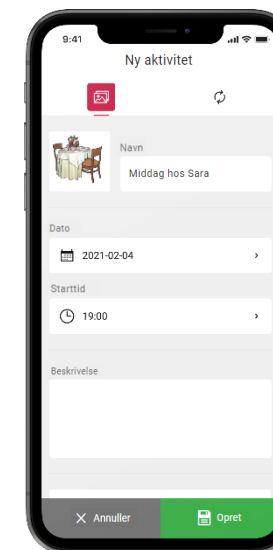 9:41
Ny aktivitet
Navn
Middag hos Sara
Dato
2021-02-04
Starttid
19:00
Beskrivelse
Annuller
Opret